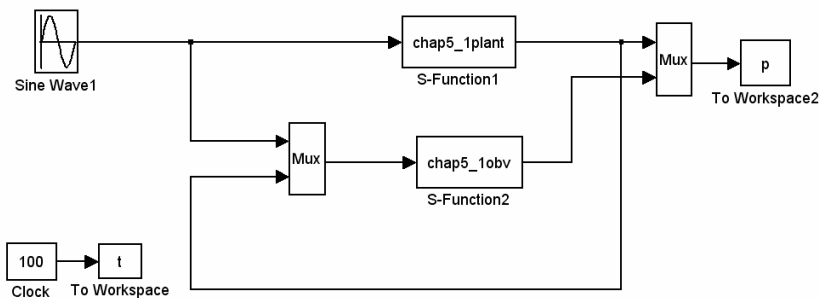 chap5_1plant
Sine Wave1
S-Function1
Mux
p
To Workspace2
Mux
chap5_1obv
S-Function2
100
t
Clock
To Workspace